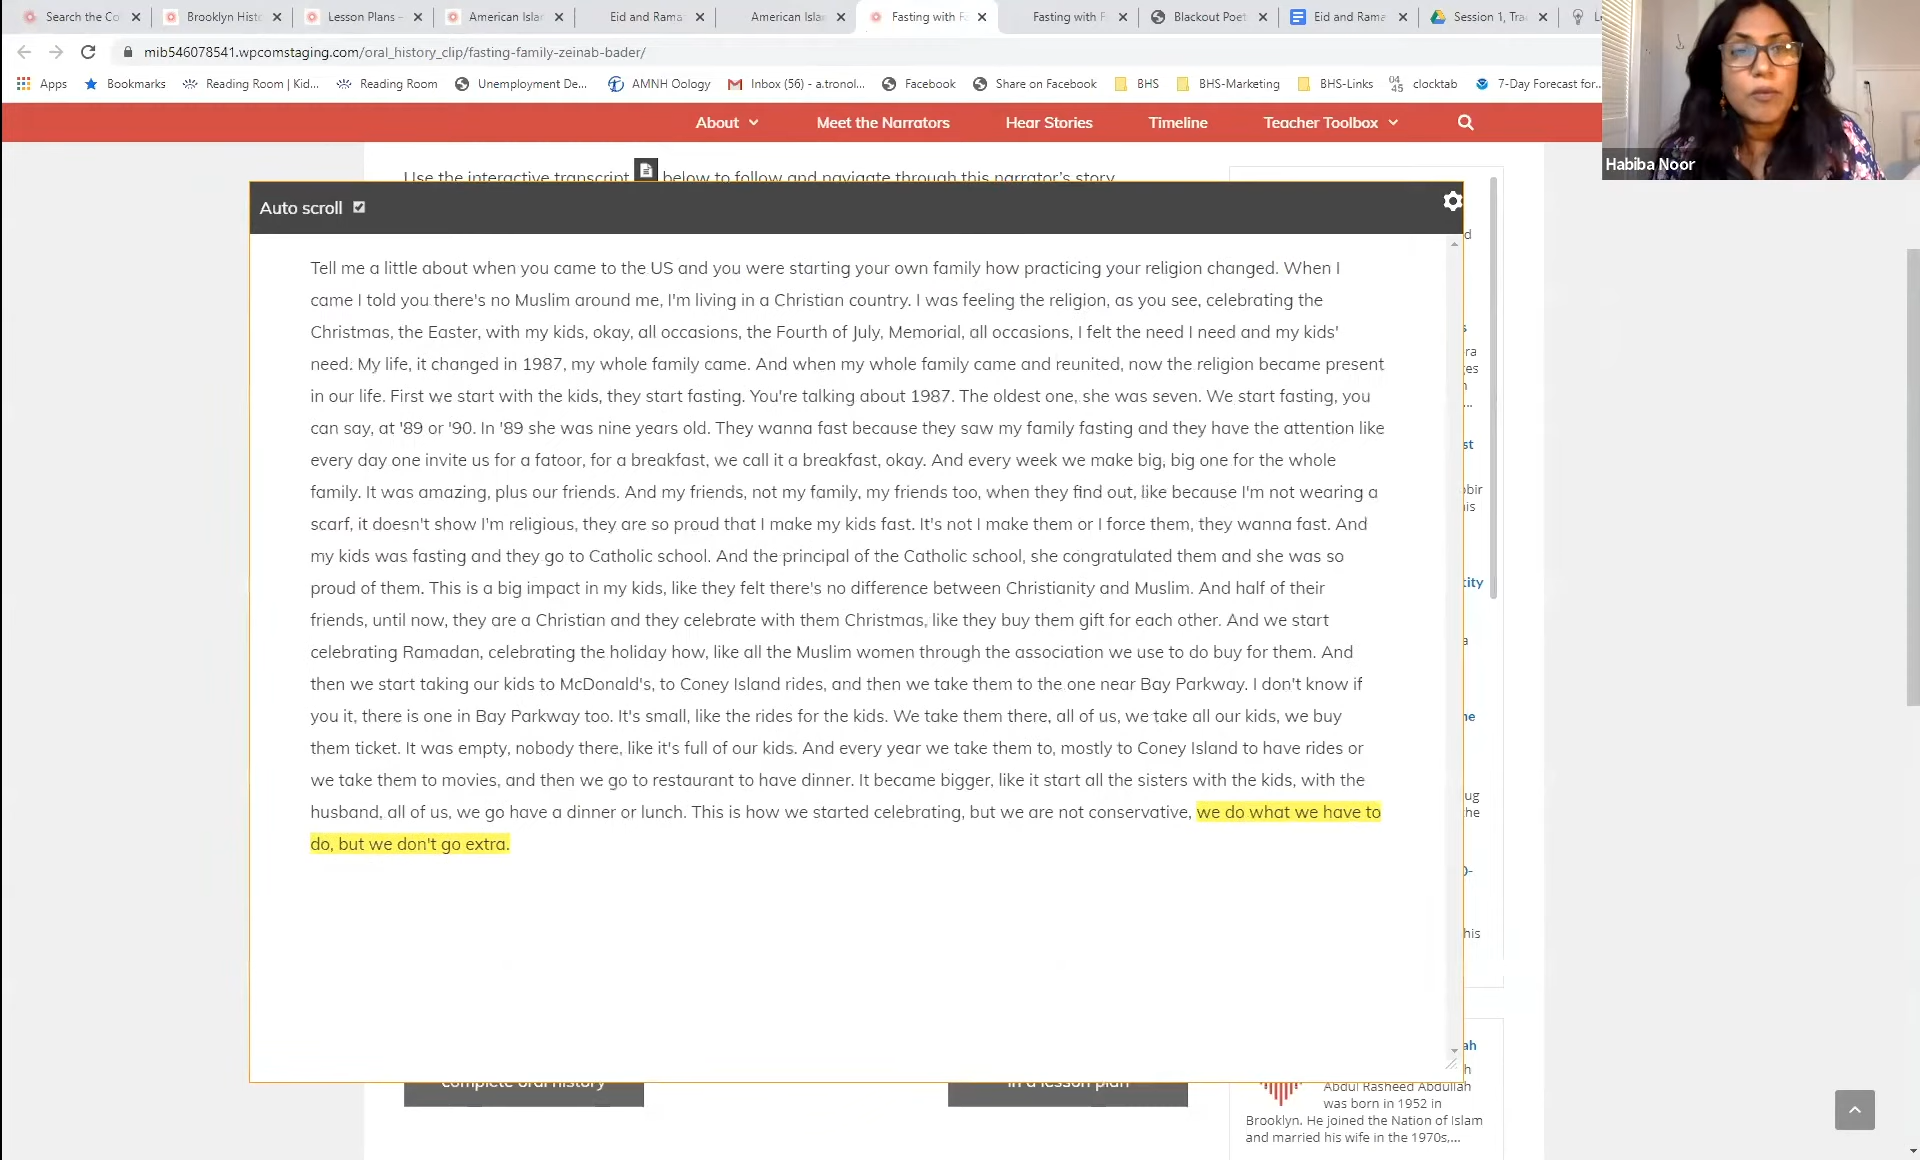 Search the Co
Brooklyn Hist
Lesson Plans –
American Islar
Eid and Rama
American Isla
Fasting with Fa
Fasting with F
Blackout Poet
Eid and Rama
Session 1, Tra
mib546078541.wpcomstaging.com/oral_history_clip/fasting-family-zeinab-bader/
Apps
Bookmarks
Reading Room | Kid...
Reading Room
Unemployment De...
AMNH Oology
Inbox (56) - a.tronol...
Facebook
Share on Facebook
BHS
BHS-Marketing
BHS-Links
04 45
clocktab
7-Day Forecast for...
About
Meet the Narrators
Hear Stories
Timeline
Teacher Toolbox
Habiba Noor
Use the interactive transcript below to follow and navigate through this narrator's story
Auto scroll
Tell me a little about when you came to the US and you were starting your own family how practicing your religion changed. When I
came I told you there's no Muslim around me, I'm living in a Christian country. I was feeling the religion, as you see, celebrating the
Christmas, the Easter, with my kids, okay, all occasions, the Fourth of July, Memorial, all occasions, I felt the need I need and my kids'
need. My life, it changed in 1987, my whole family came. And when my whole family came and reunited, now the religion became present
in our life. First we start with the kids, they start fasting. You're talking about 1987. The oldest one, she was seven. We start fasting, you
can say, at '89 or '90. In '89 she was nine years old. They wanna fast because they saw my family fasting and they have the attention like
every day one invite us for a fatoor, for a breakfast, we call it a breakfast, okay. And every week we make big, big one for the whole
family. It was amazing, plus our friends. And my friends, not my family, my friends too, when they find out, like because I'm not wearing a
scarf, it doesn't show I'm religious, they are so proud that I make my kids fast. It's not I make them or I force them, they wanna fast. And
my kids was fasting and they go to Catholic school. And the principal of the Catholic school, she congratulated them and she was so
proud of them. This is a big impact in my kids, like they felt there's no difference between Christianity and Muslim. And half of their
friends, until now, they are a Christian and they celebrate with them Christmas, like they buy them gift for each other. And we start
celebrating Ramadan, celebrating the holiday how, like all the Muslim women through the association we use to do buy for them. And
then we start taking our kids to McDonald's, to Coney Island rides, and then we take them to the one near Bay Parkway. I don't know if
you it, there is one in Bay Parkway too. It's small, like the rides for the kids. We take them there, all of us, we take all our kids, we buy
them ticket. It was empty, nobody there, like it's full of our kids. And every year we take them to, mostly to Coney Island to have rides or
we take them to movies, and then we go to restaurant to have dinner. It became bigger, like it start all the sisters with the kids, with the
husband, all of us, we go have a dinner or lunch. This is how we started celebrating, but we are not conservative, we do what we have to
do, but we don't go extra.
complete oral history
in a lesson plan
Abdul Rasheed Abdullah
was born in 1952 in
Brooklyn. He joined the Nation of Islam
and married his wife in the 1970s,...